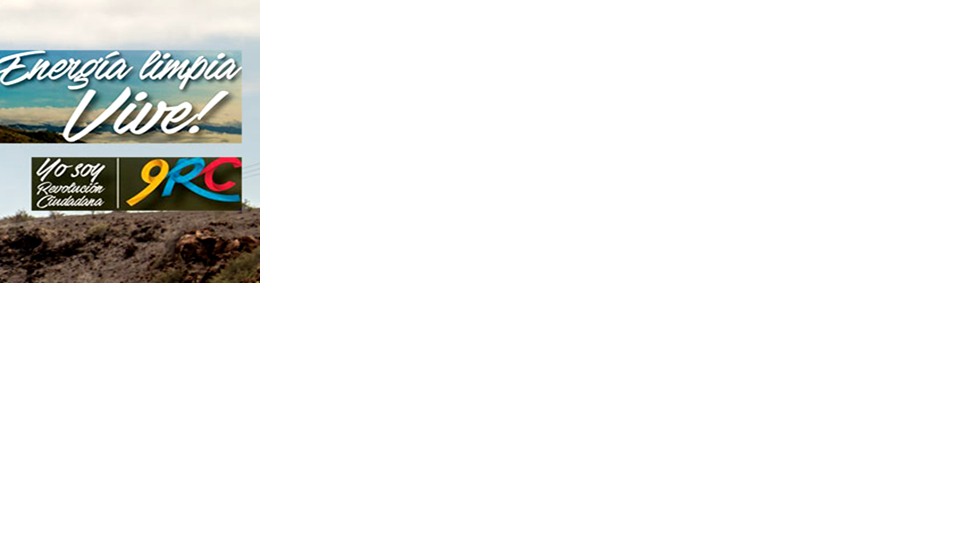 Energía limpia
Vive!
Yo soy
Revolución
Ciudadana
9RC